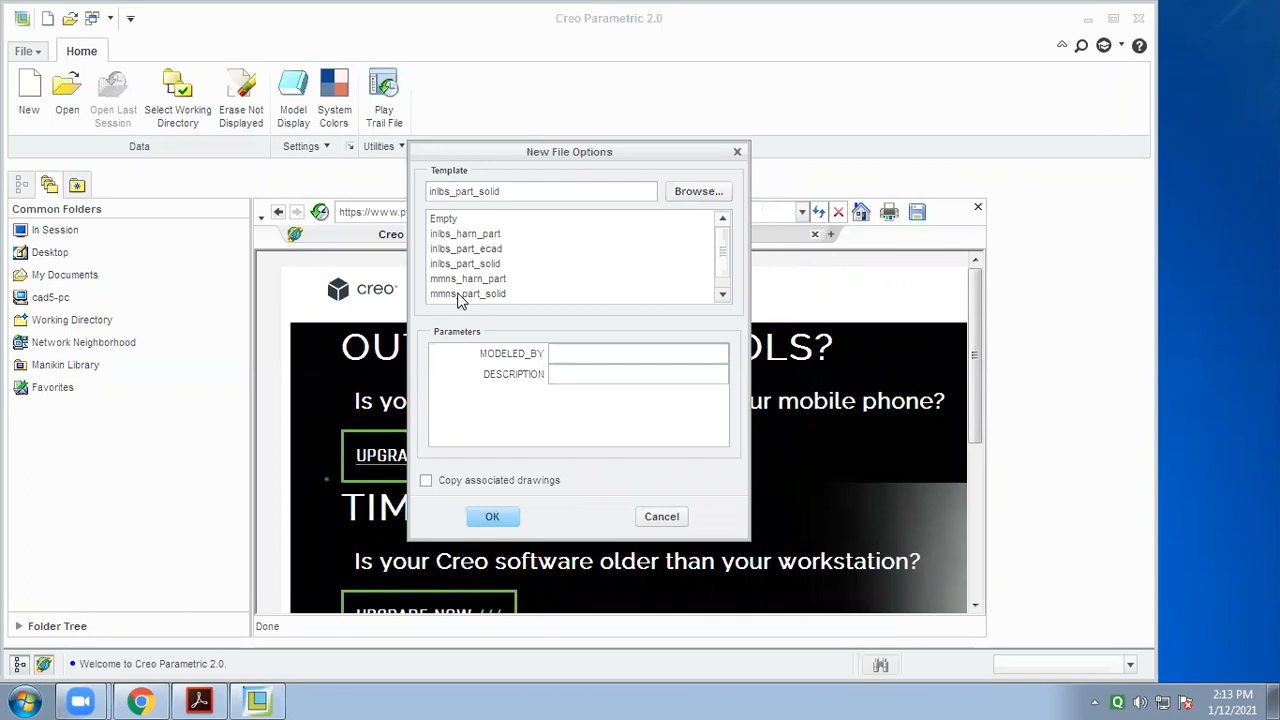 Creo Parametric 2.0
File
Home
New
Open
Open Last Session
Select Working Directory
Erase Not Displayed
Model Display
System Colors
Play Trail File
Data
Settings
Utilities
Common Folders
In Session
Desktop
My Documents
cad5-pc
Working Directory
Network Neighborhood
Manikin Library
Favorites
Folder Tree
https://www.p
Creo
creo
OU
OLS?
Is yo
ur mobile phone?
UPGRA
TIM
Is your Creo software older than your workstation?
UPGRADE NOW ///
Done
New File Options
Template
inlbs_part_solid
Browse...
Empty
inlbs_harn_part
inlbs_part_ecad
inlbs_part_solid
mmns_harn_part
mmns_part_solid
Parameters
MODELED_BY
DESCRIPTION
Copy associated drawings
OK
Cancel
Welcome to Creo Parametric 2.0.
2:13 PM
1/12/2021